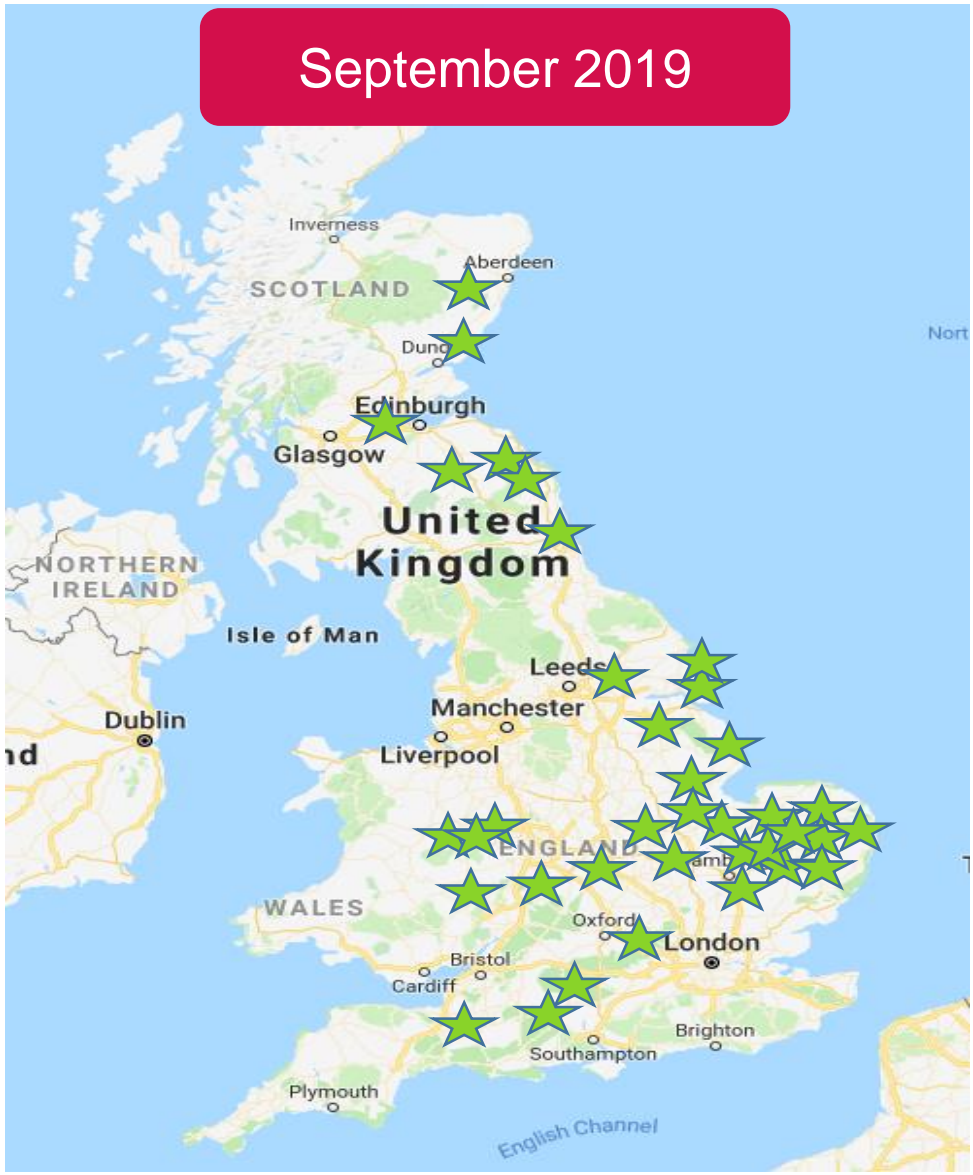 September 2019
Inverness
Aberdeen
SCOTLAND
Nort
Dund
Edinburgh
Glasgow
United
Kingdom
NORTHERN
IRELAND
Isle of Man
Leeds
Manchester
Dublin
nd
Liverpool
ENGLAND
amb
WALES
Oxford
London
Bristol
Cardiff
Brighton
Southampton
Plymouth
English Channel